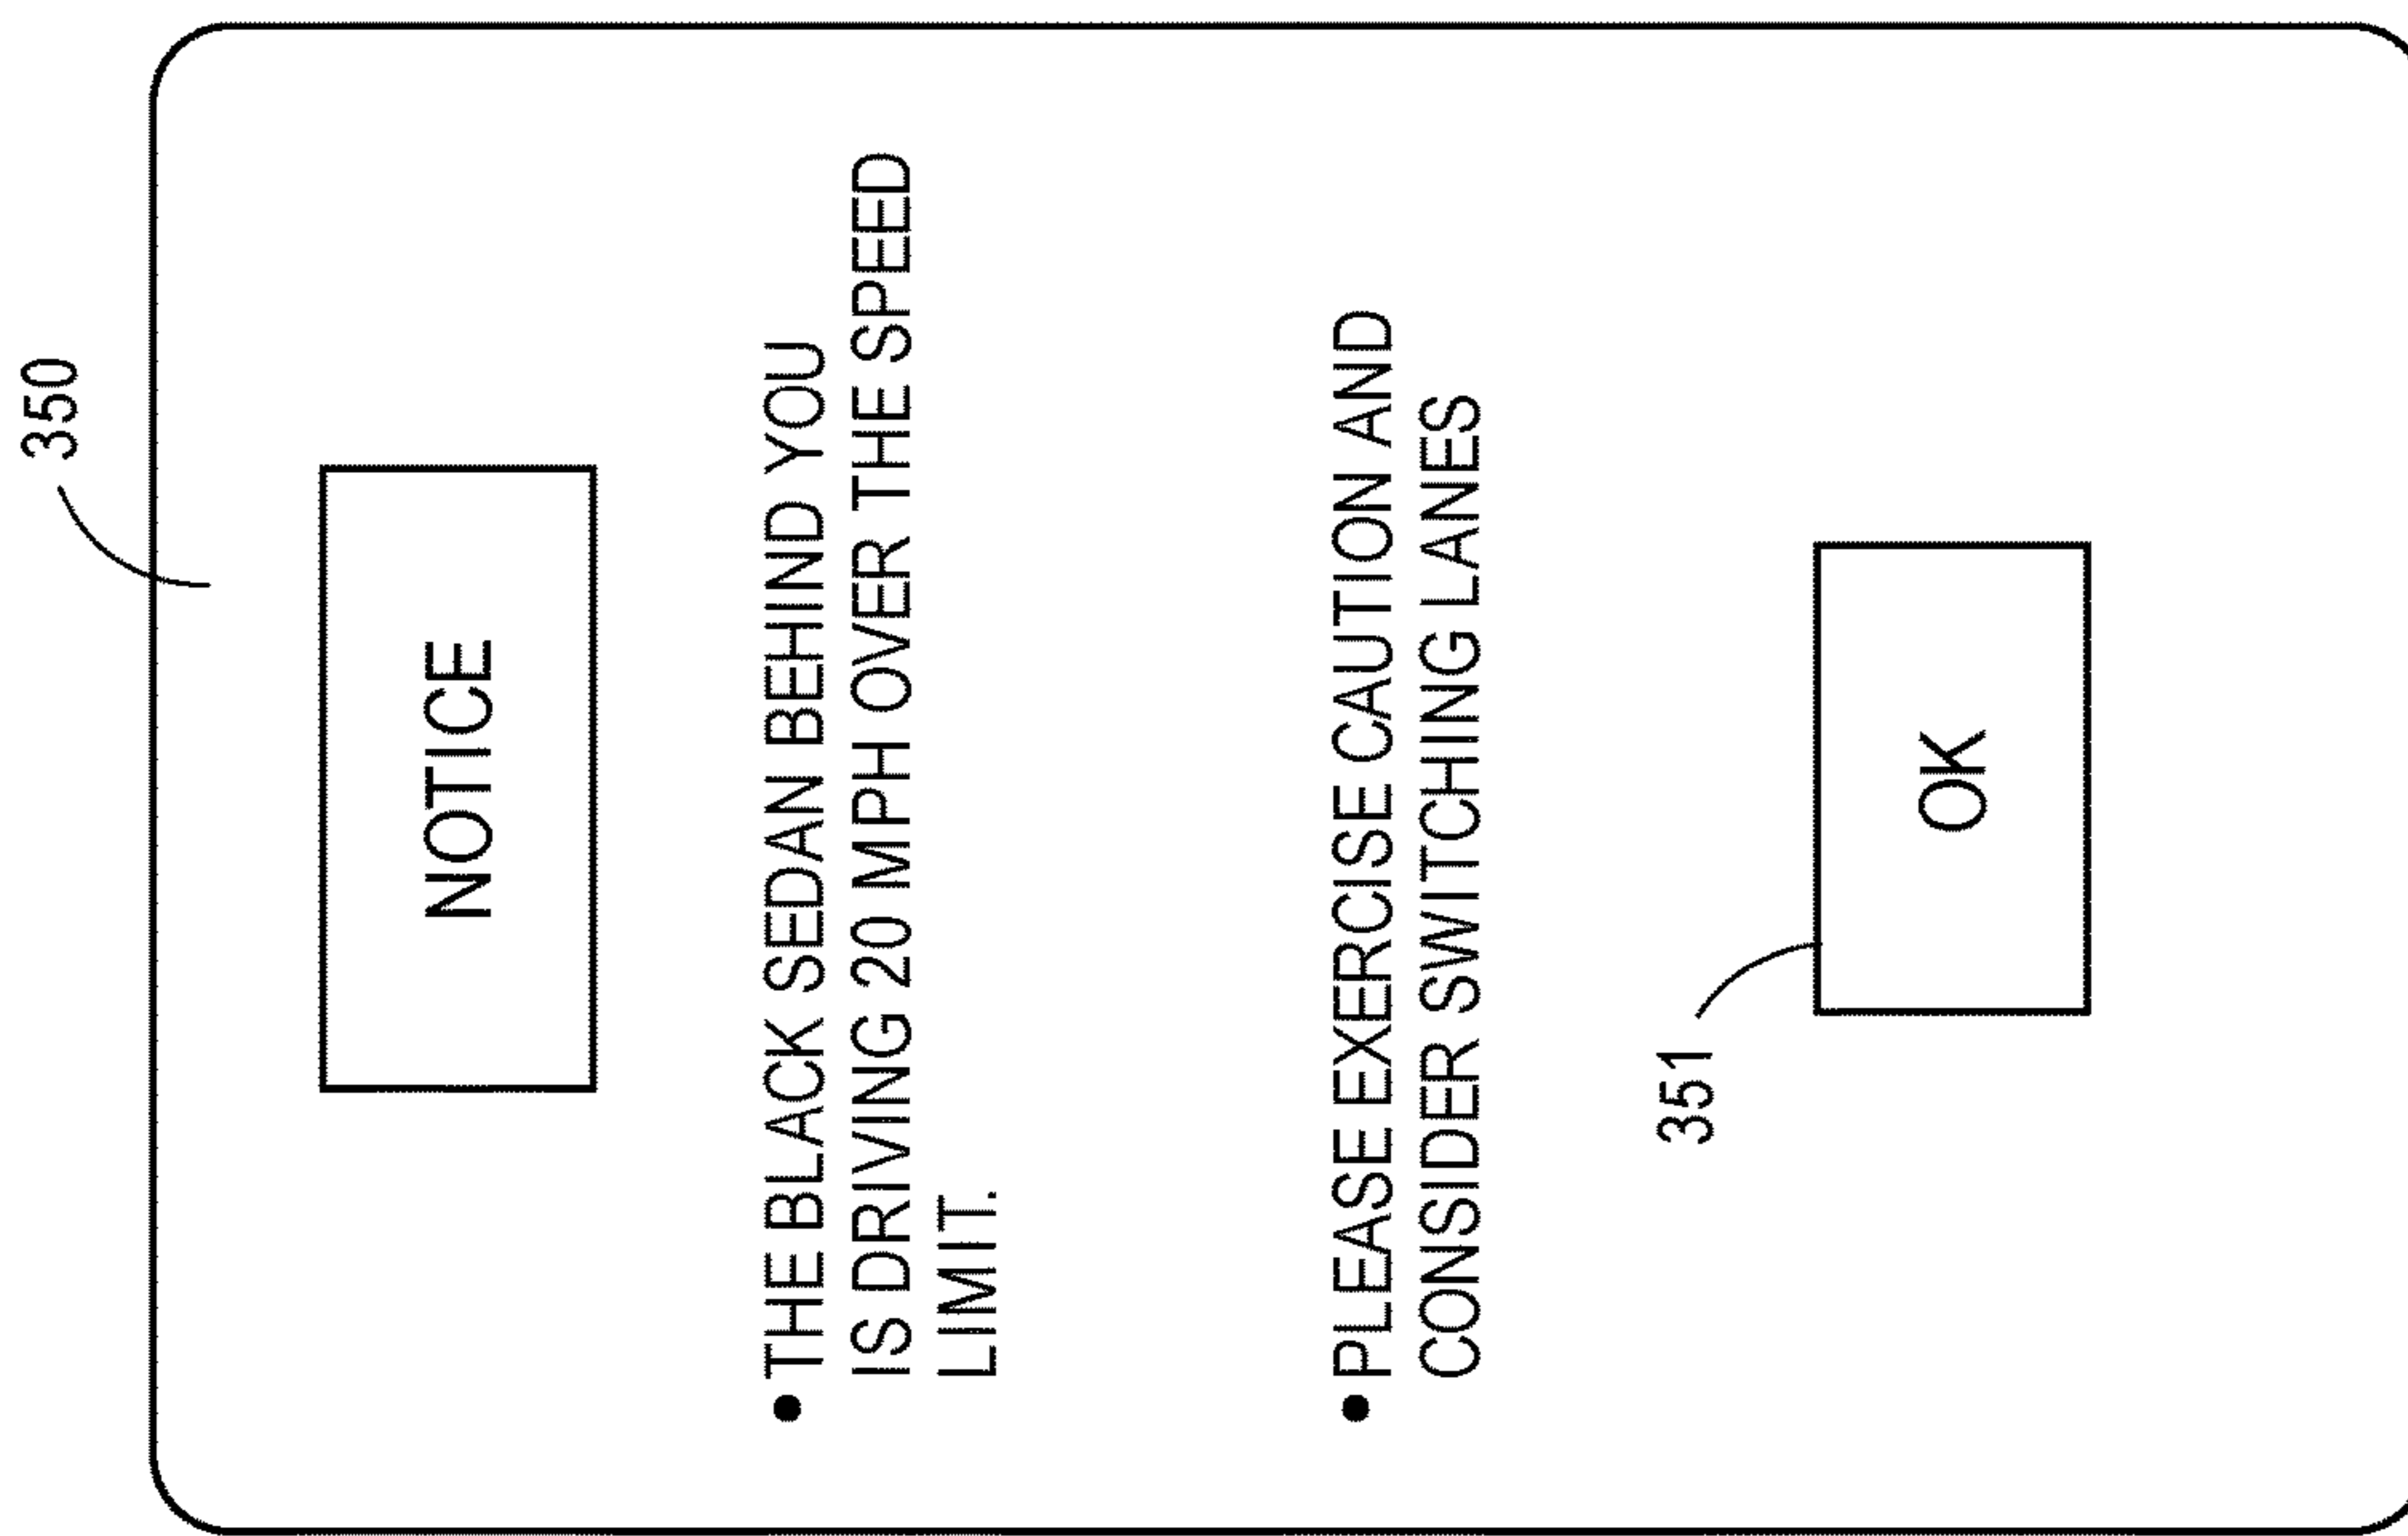 350
NOTICE
• THE BLACK SEDAN BEHIND YOU
IS DRIVING 20 MPH OVER THE SPEED
LIMIT.
• PLEASE EXERCISE CAUTION AND
CONSIDER SWITCHING LANES
351
OK